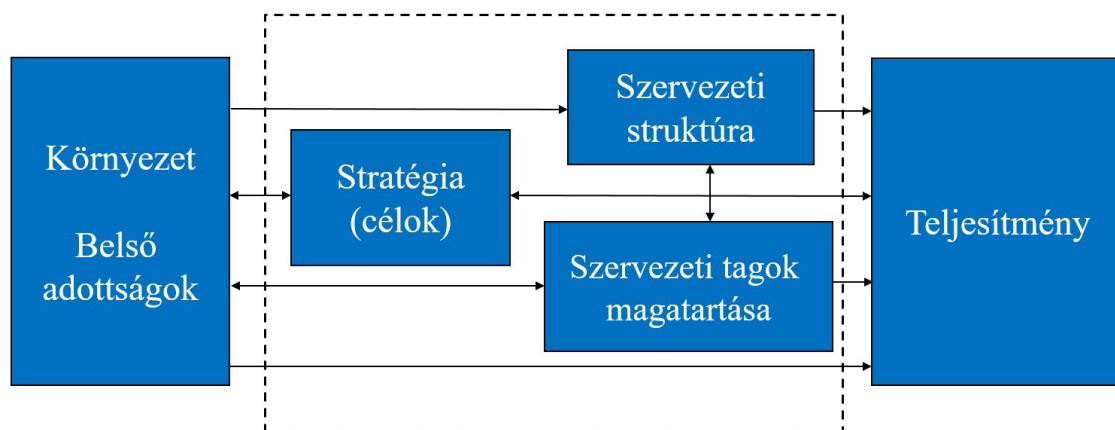 Környezet
Belső
adottságok
Stratégia
(célok)
Szervezeti
struktúra
Szervezeti tagok
magatartása
Teljesítmény